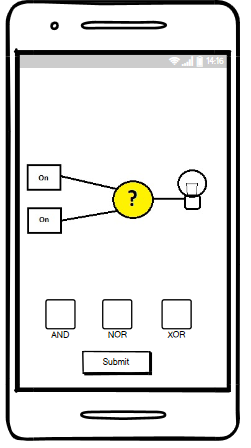 14:16
On
?
On
AND NOR XOR
Submit